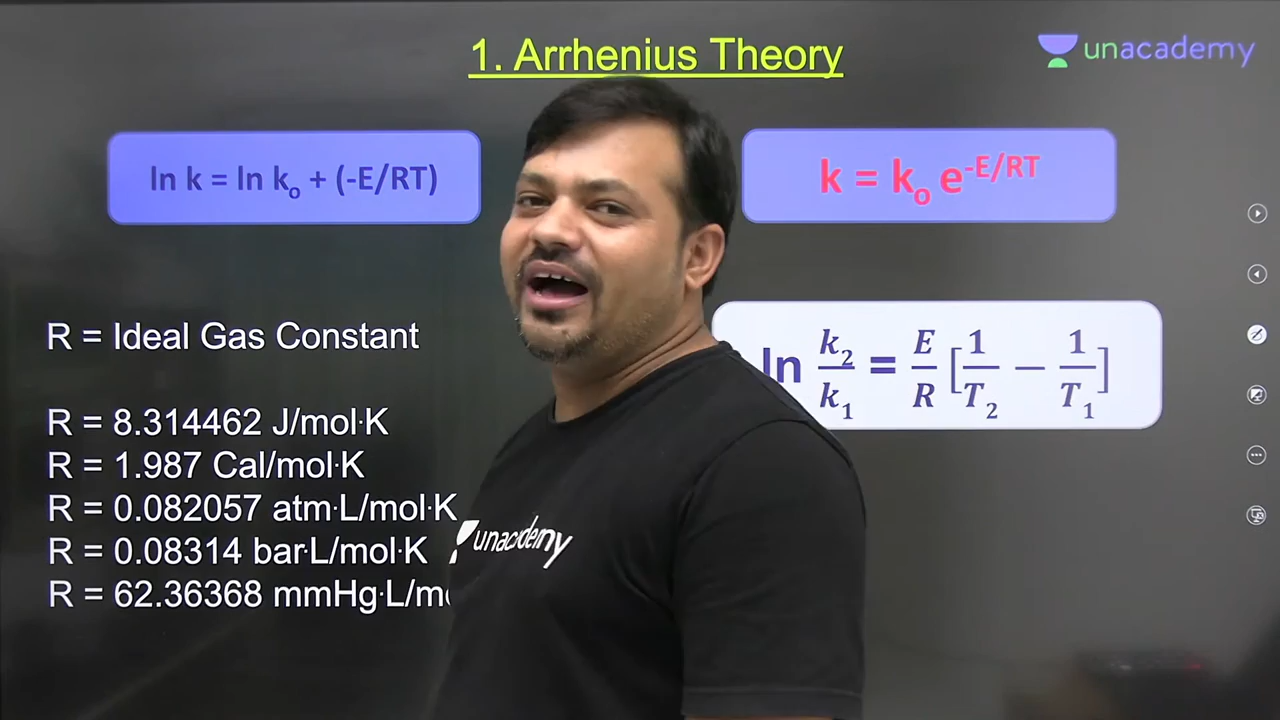 1. Arrhenius Theory
unacademy
ln k = ln kₒ + (-E/RT)
k = kₒ e^-E/RT
ln k₂/k₁ = E/R [1/T₂ − 1/T₁]
R = Ideal Gas Constant
R = 8.314462 J/mol·K
R = 1.987 Cal/mol·K
R = 0.082057 atm·L/mol·K
R = 0.08314 bar·L/mol·K
R = 62.36368 mmHg·L/m
unacademy